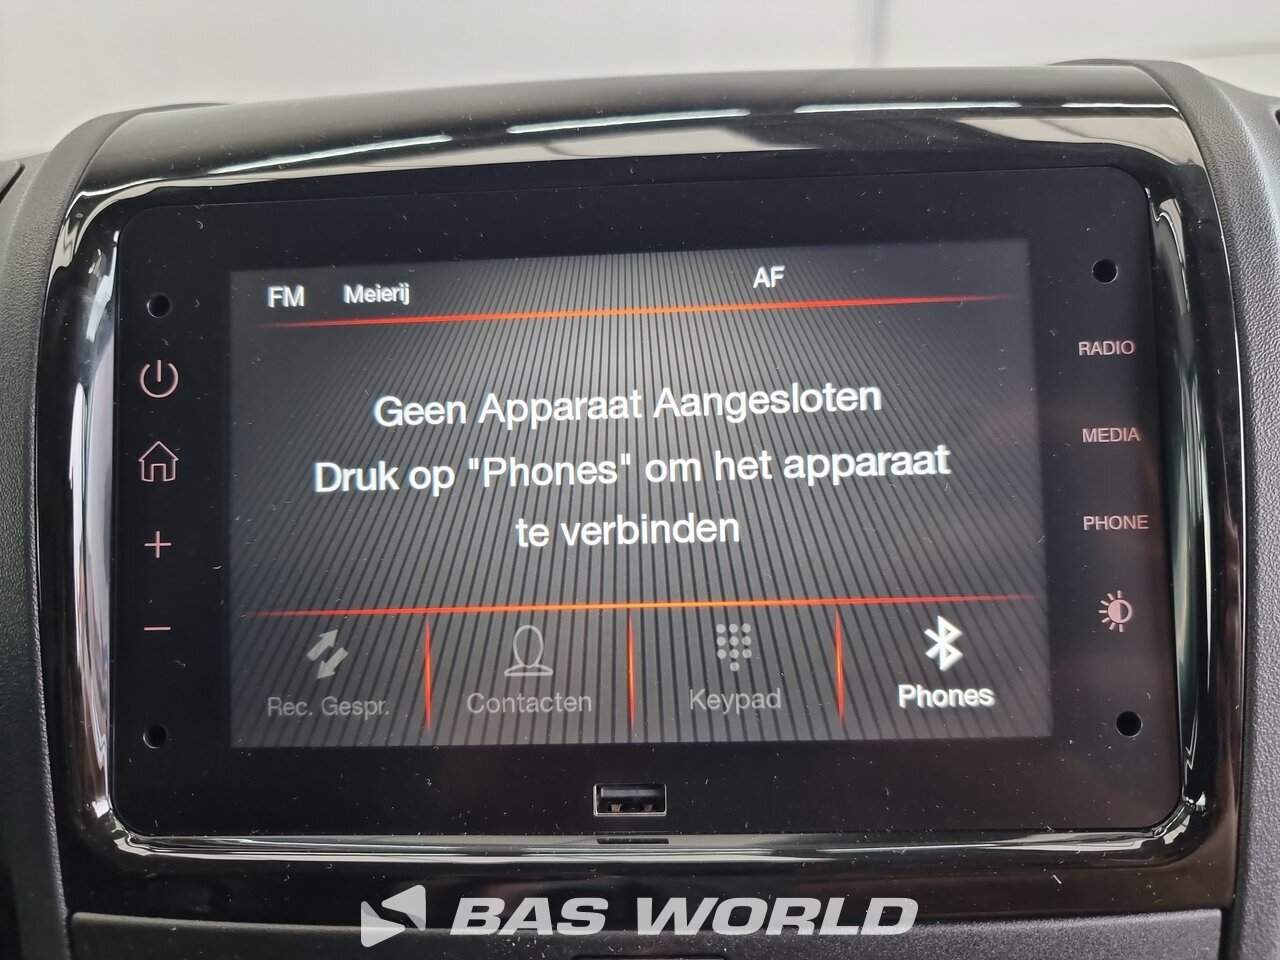 FM Meierij AF
RADIO
Geen Apparaat Aangesloten
MEDIA
Druk op "Phones" om het apparaat
te verbinden
PHONE
Rec. Gespr. Contacten Keypad Phones
BAS WORLD